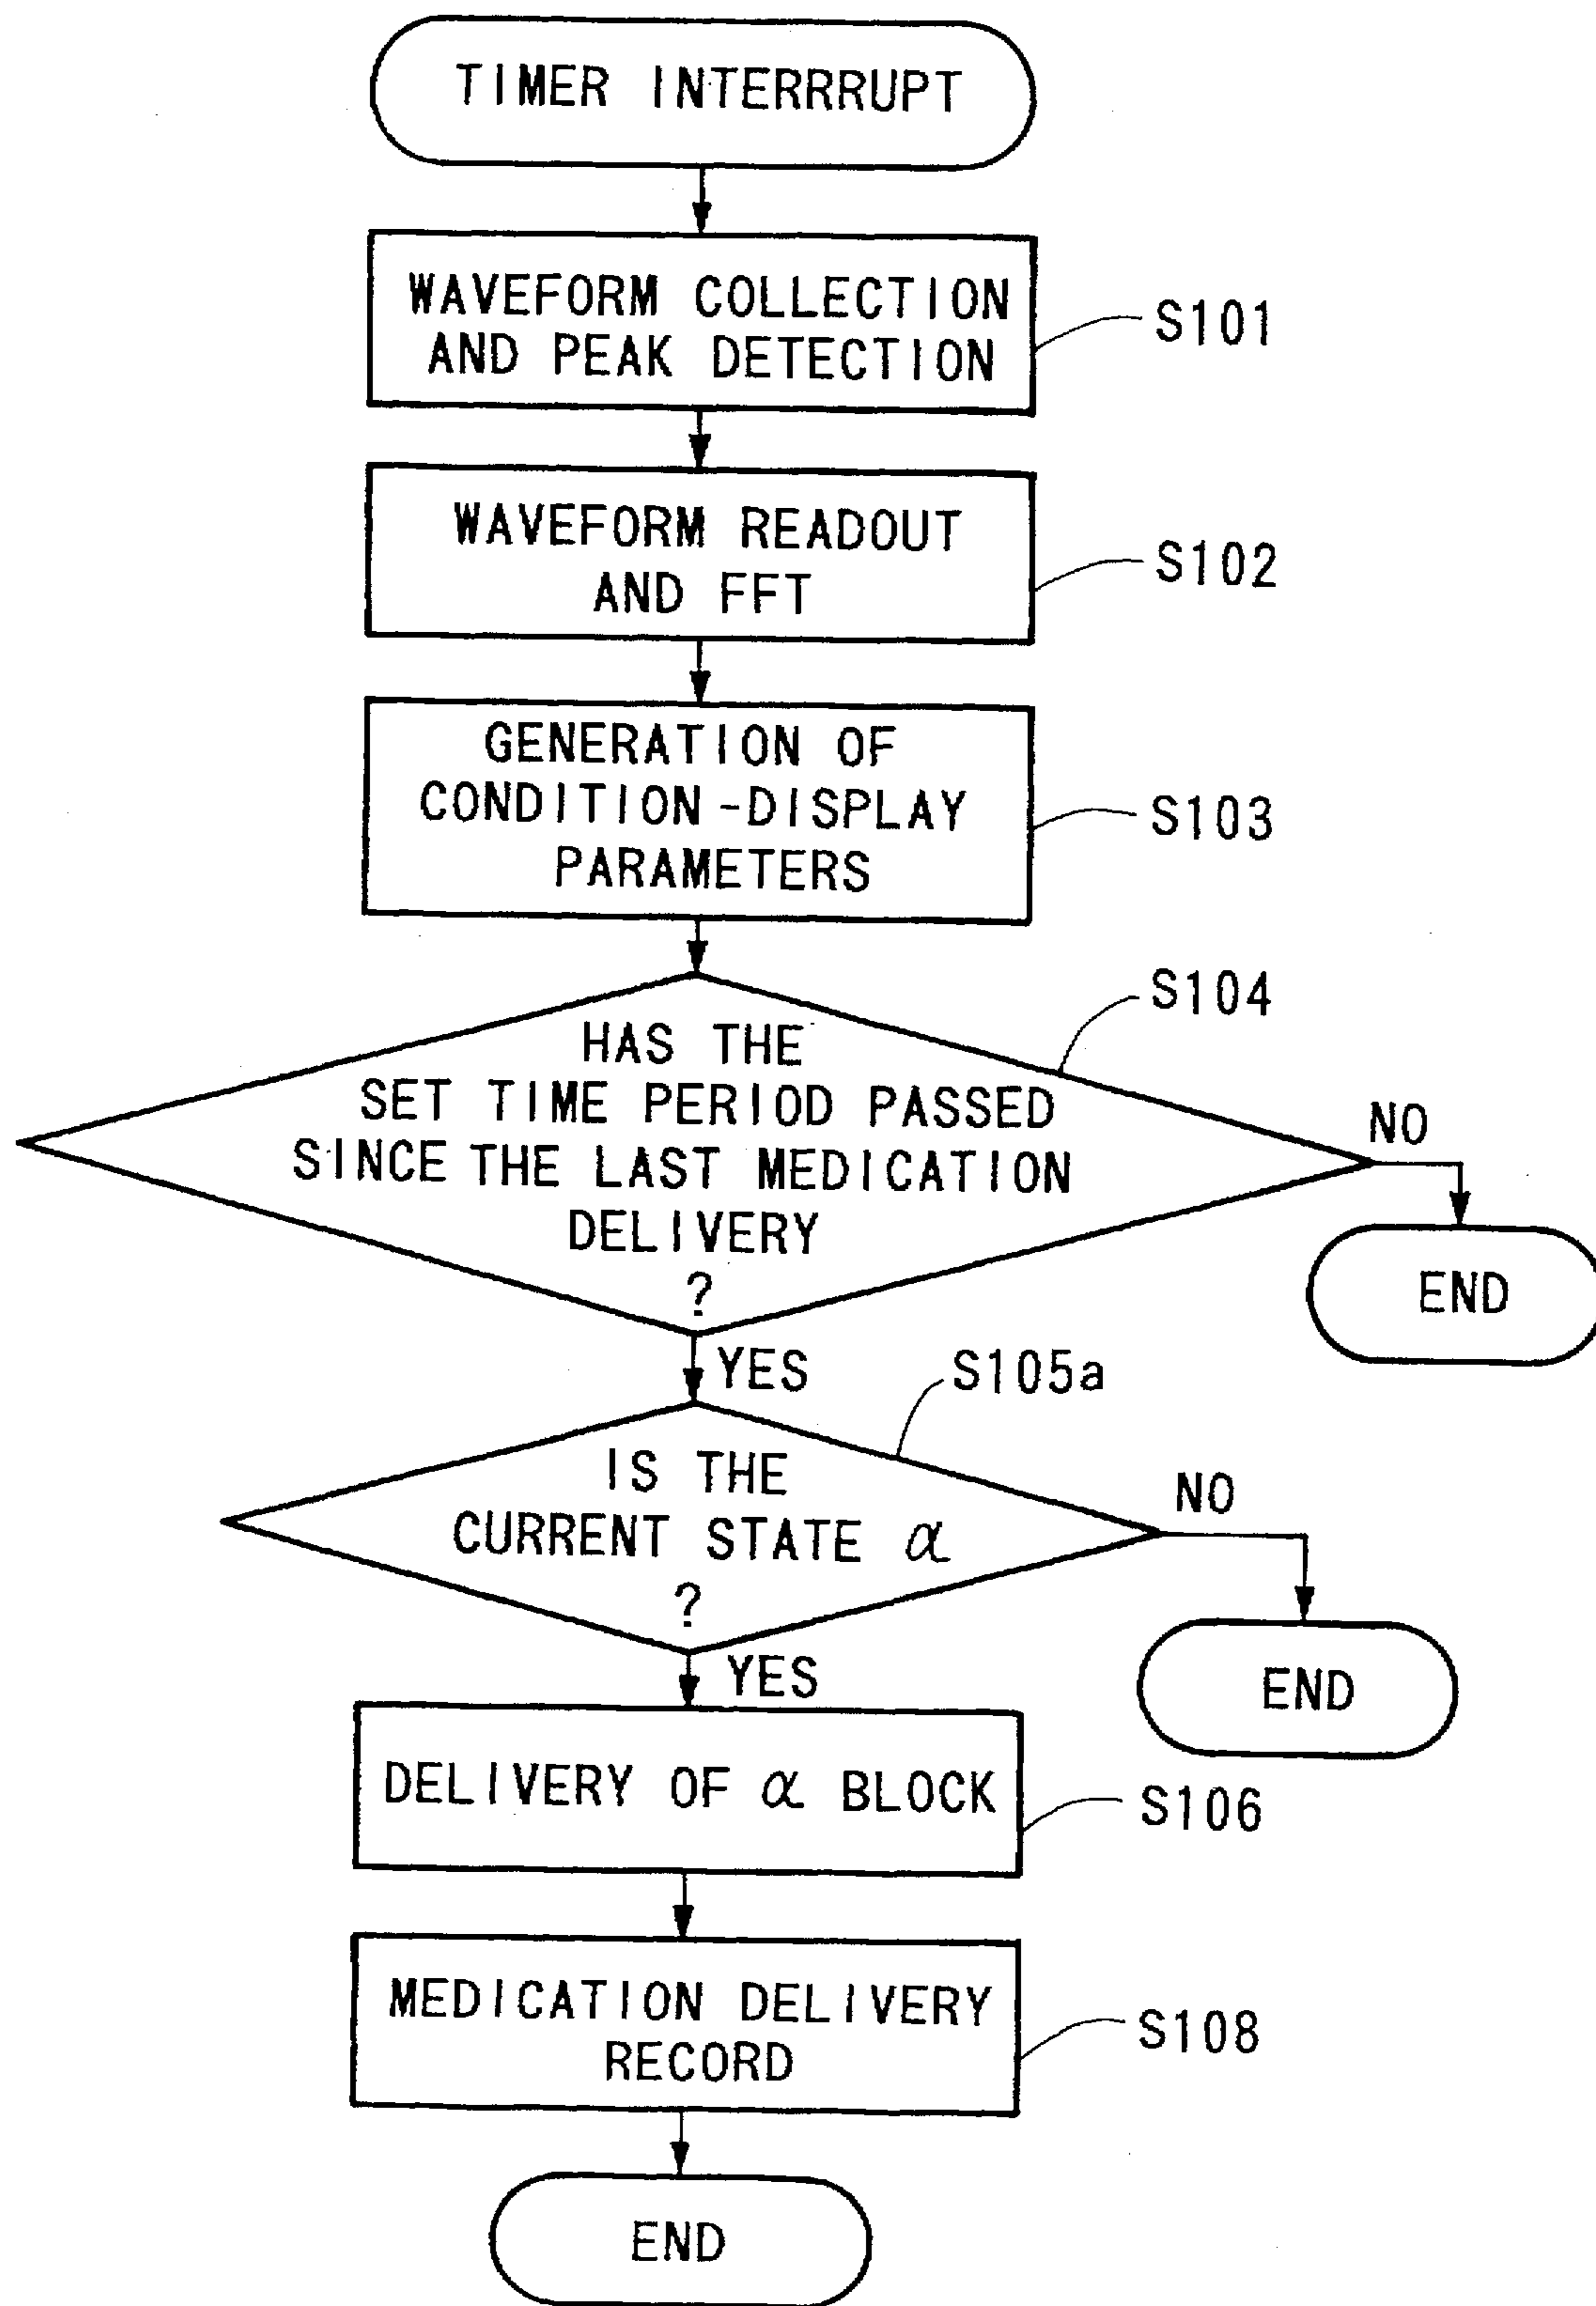 TIMER INTERRRUPT
WAVEFORM COLLECTION
AND PEAK DETECTION
S101
WAVEFORM READOUT
AND FFT
S102
GENERATION OF
CONDITION-DISPLAY
PARAMETERS
S103
S104
HAS THE
SET TIME PERIOD PASSED
SINCE THE LAST MEDICATION
DELIVERY
?
NO
END
YES
S105a
IS THE
CURRENT STATE α
?
NO
END
YES
DELIVERY OF α BLOCK
S106
MEDICATION DELIVERY
RECORD
S108
END